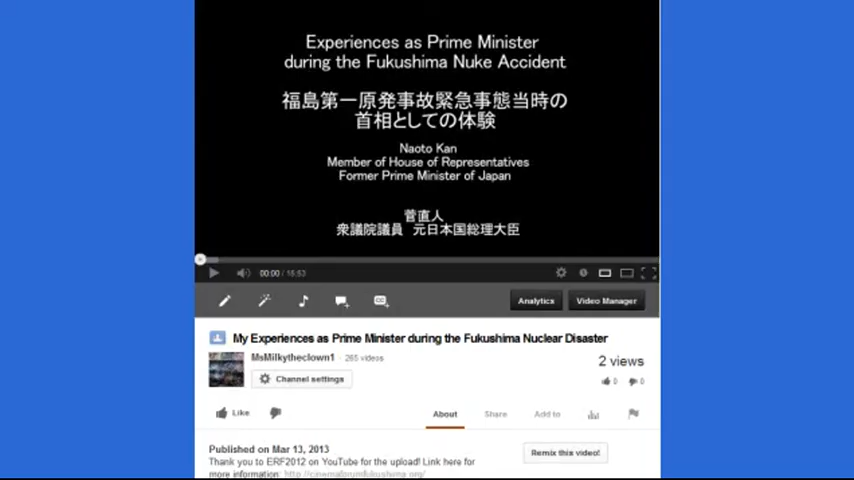 Experiences as Prime Minister
during the Fukushima Nuke Accident
福島第一原発事故緊急事態当時の
首相としての体験
Naoto Kan
Member of House of Representatives
Former Prime Minister of Japan
菅直人
衆議院議員 元日本国総理大臣
00:00 / 16:53
Analytics
Video Manager
My Experiences as Prime Minister during the Fukushima Nuclear Disaster
MsMilkytheclown1 · 265 videos
2 views
Channel settings
0 0
Like
About
Share
Add to
Published on Mar 13, 2013
Remix this video!
Thank you to ERF2012 on YouTube for the upload! Link here for
more information: http://cinemaforumfukushima.org/